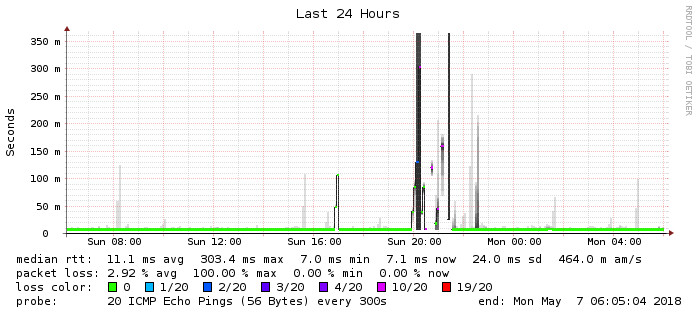 Last 24 Hours
RRDTOOL / TOBI OETIKER
Seconds
350 m
300 m
250 m
200 m
150 m
100 m
50 m
0
Sun 08:00 Sun 12:00 Sun 16:00 Sun 20:00 Mon 00:00 Mon 04:00
median rtt: 11.1 ms avg 303.4 ms max 7.0 ms min 7.1 ms now 24.0 ms sd 464.0 m am/s
packet loss: 2.92 % avg 100.00 % max 0.00 % min 0.00 % now
loss color: 0 1/20 2/20 3/20 4/20 10/20 19/20
probe: 20 ICMP Echo Pings (56 Bytes) every 300s end: Mon May 7 06:05:04 2018